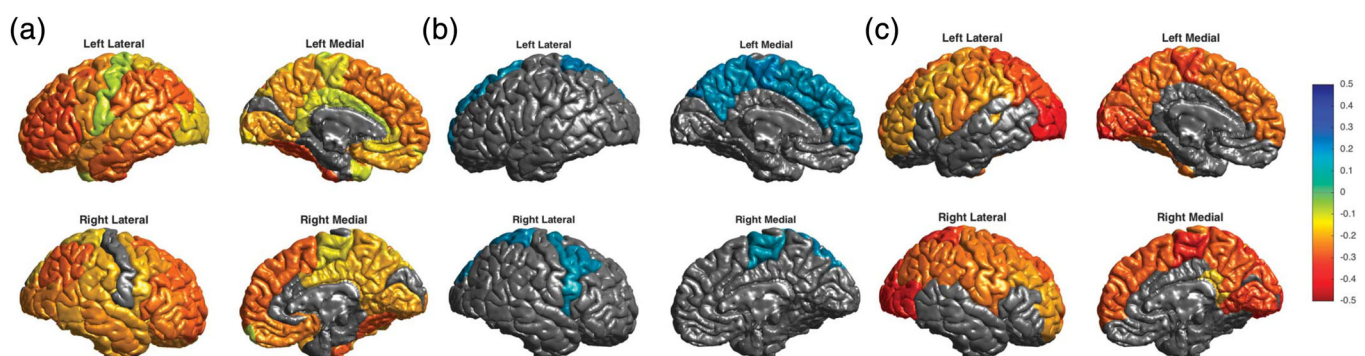 (a)
Left Lateral
Left Medial
(b)
Left Lateral
Left Medial
(c)
Left Lateral
Left Medial
Right Lateral
Right Medial
Right Lateral
Right Medial
Right Lateral
Right Medial
0.5
0.4
0.3
0.2
0.1
0
-0.1
-0.2
-0.3
-0.4
-0.5